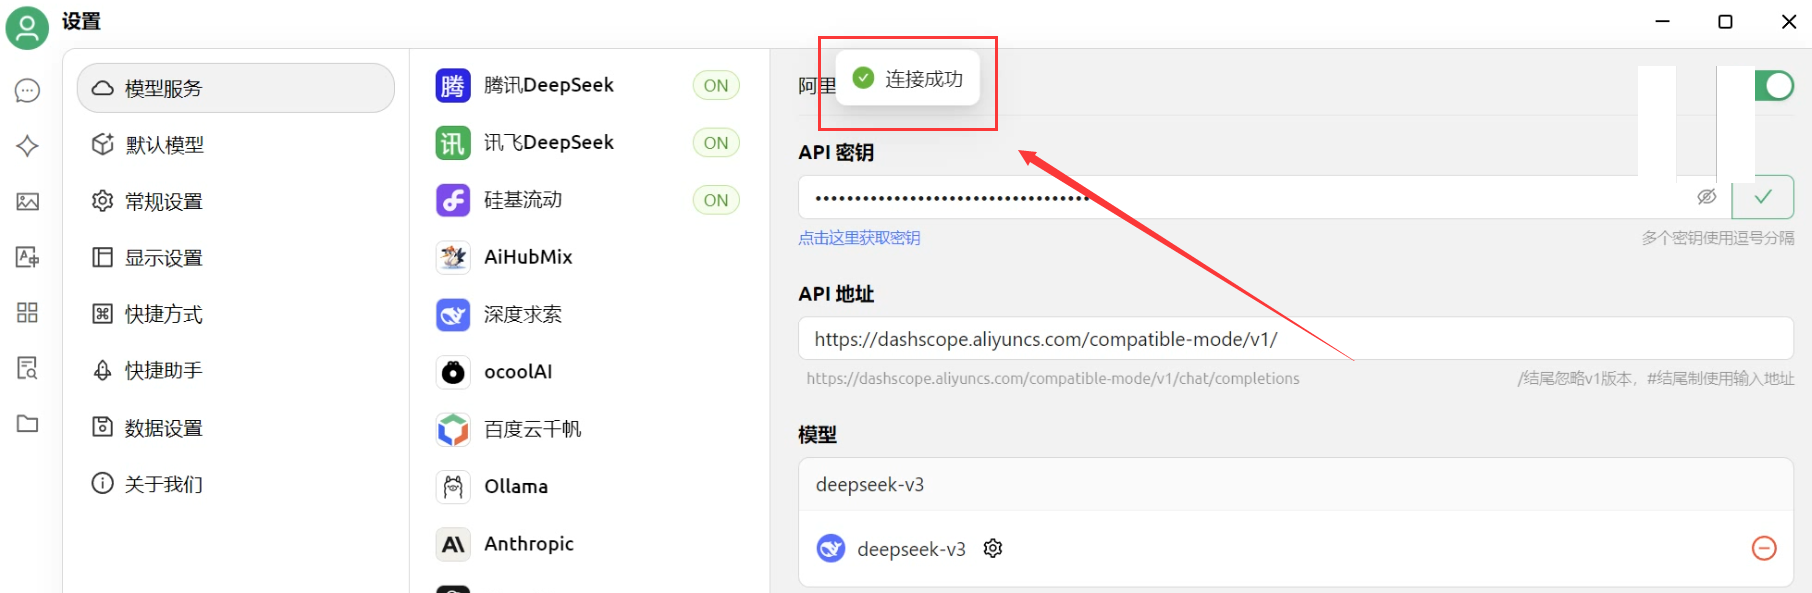 设置
模型服务
默认模型
常规设置
显示设置
快捷方式
快捷助手
数据设置
关于我们
腾 腾讯DeepSeek ON
讯 讯飞DeepSeek ON
硅基流动 ON
AiHubMix
深度求索
ocoolAI
百度云千帆
Ollama
Anthropic
阿里
连接成功
API 密钥
点击这里获取密钥
多个密钥使用逗号分隔
API 地址
https://dashscope.aliyuncs.com/compatible-mode/v1/
https://dashscope.aliyuncs.com/compatible-mode/v1/chat/completions
/结尾忽略v1版本，#结尾制使用输入地址
模型
deepseek-v3
deepseek-v3